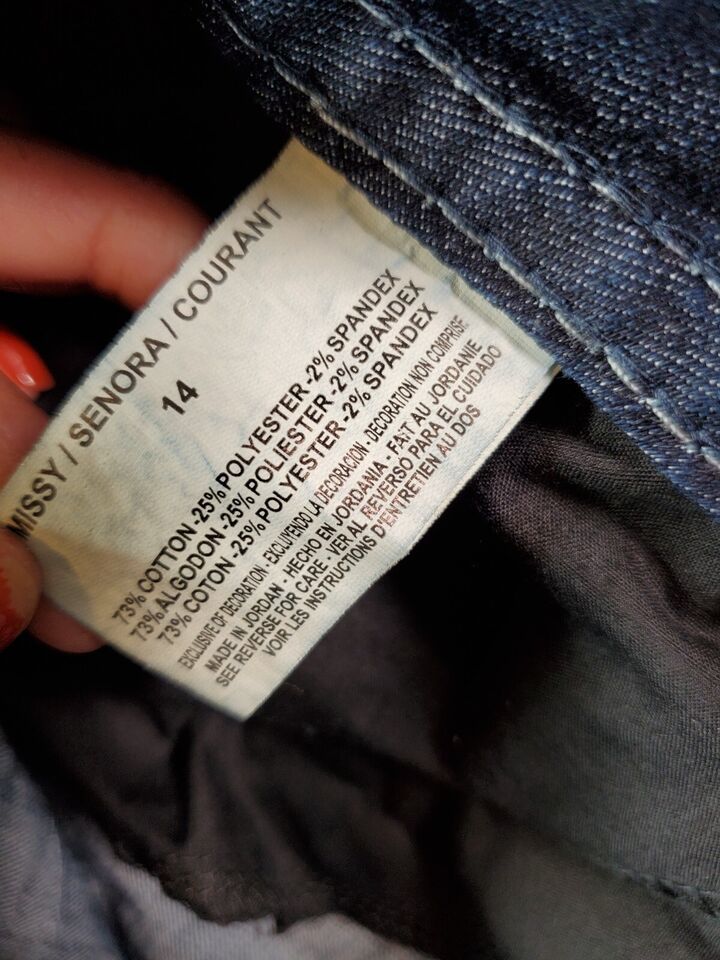 MISSY / SENORA / COURANT
14
73% COTTON -25% POLYESTER -2% SPANDEX
73% ALGODON -25% POLIESTER -2% SPANDEX
73% COTON -25% POLYESTER -2% SPANDEX
EXCLUSIVE OF DECORATION - EXCLUYENDO LA DECORACION - DECORATION NON COMPRISE
MADE IN JORDAN - HECHO EN JORDANIA - FAIT AU JORDANIE
SEE REVERSE FOR CARE - VER AL REVERSO PARA EL CUIDADO
VOIR LES INSTRUCTIONS D'ENTRETIEN AU DOS